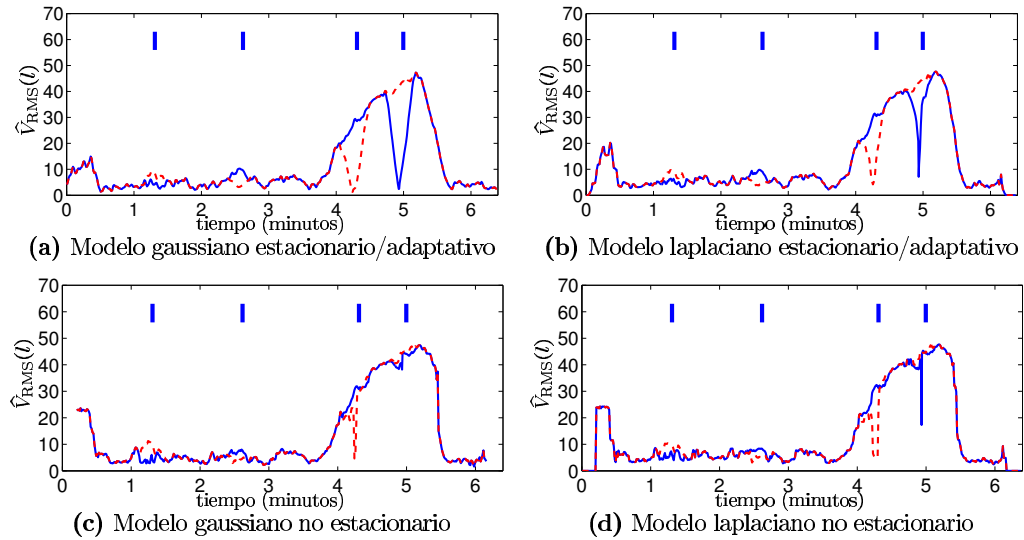 70
60
50
40
30
20
10
0
V̂RMS(l)
0 1 2 3 4 5 6
tiempo (minutos)
(a) Modelo gaussiano estacionario/adaptativo
70
60
50
40
30
20
10
0
V̂RMS(l)
0 1 2 3 4 5 6
tiempo (minutos)
(b) Modelo laplaciano estacionario/adaptativo
70
60
50
40
30
20
10
0
V̂RMS(l)
0 1 2 3 4 5 6
tiempo (minutos)
(c) Modelo gaussiano no estacionario
70
60
50
40
30
20
10
0
V̂RMS(l)
0 1 2 3 4 5 6
tiempo (minutos)
(d) Modelo laplaciano no estacionario